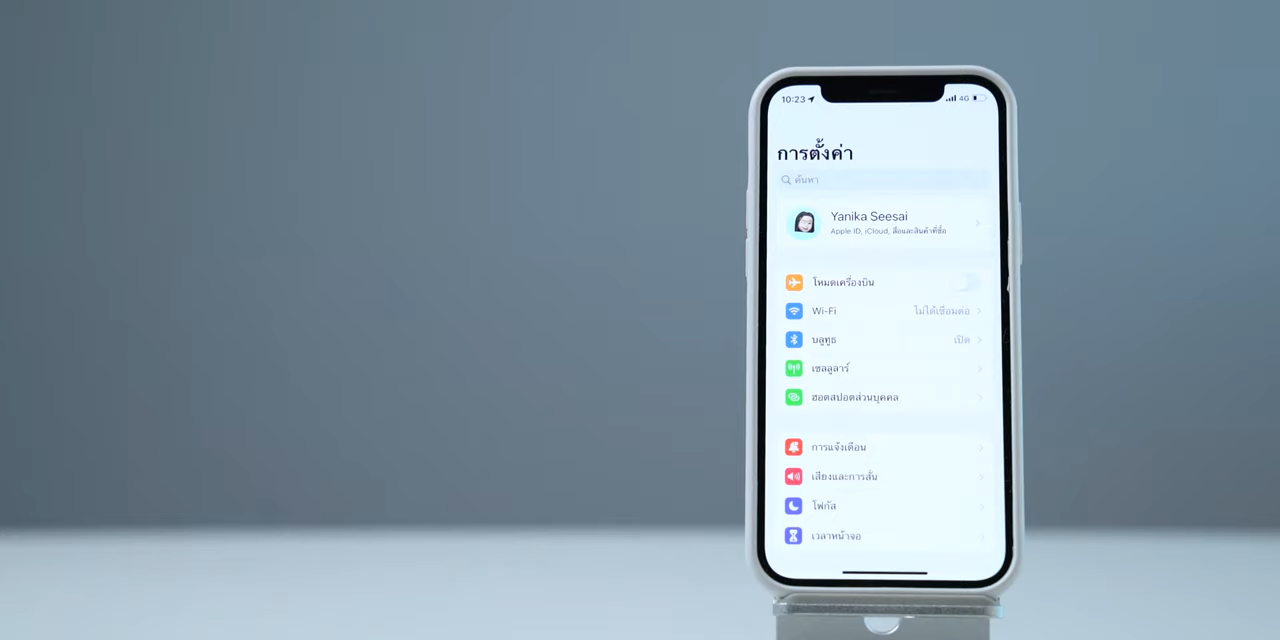 10:23 4G
การตั้งค่า
ค้นหา
Yanika Seesai
Apple ID, iCloud, สื่อและสินค้าที่ซื้อ
โหมดเครื่องบิน
Wi-Fi ไม่ได้เชื่อมต่อ
บลูทูธ เปิด
เซลลูลาร์
ฮอตสปอตส่วนบุคคล
การแจ้งเตือน
เสียงและการสั่น
โฟกัส
เวลาหน้าจอ